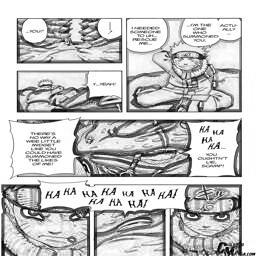 ACTU-
ALLY...
...I'M THE
ONE
WHO
SUMMONED
YOU.
I NEEDED
SOMEONE
TO UH...
RESCUE
ME...
...YOU?
Y...YEAH!
HA HA
HA
HA HA...
YOU
OUGHTN'T
LIE,
SCAMP!
THERE'S
NO WAY A
WEE LITTLE
MIDGET
LIKE YOU
COULD HAVE
SUMMONED
THE LIKES
OF ME!
HA HA HA HA HA HA HA!
HA HA HA!